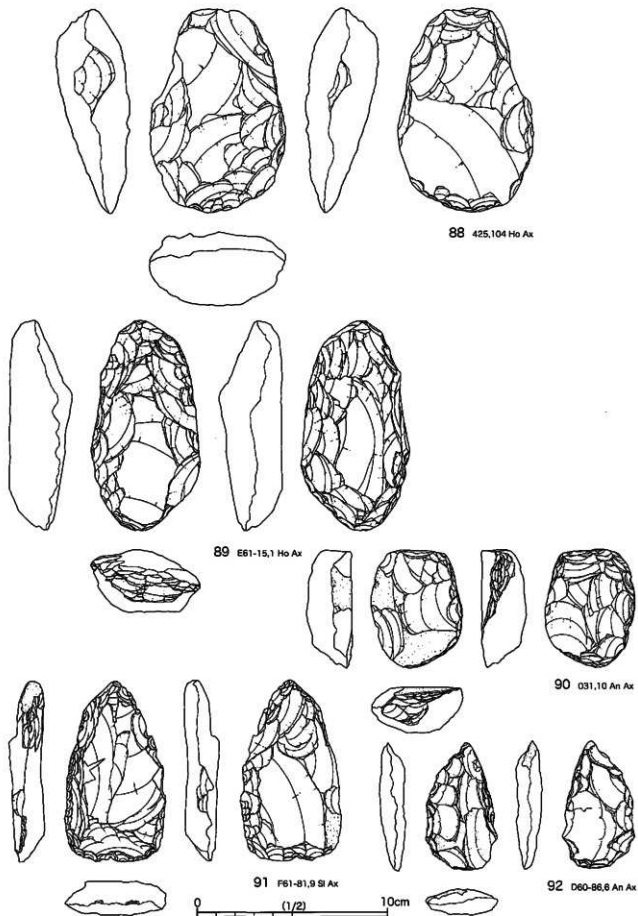 88 425,104 Ho Ax
89 E61-15,1 Ho Ax
90 031,10 An Ax
91 F61-81,9 Sl Ax
92 D60-86,6 An Ax
0 (1/2) 10cm